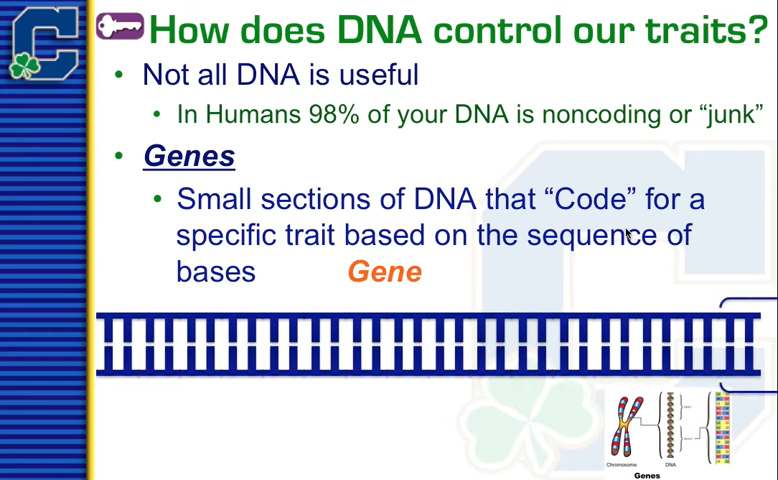 How does DNA control our traits?
• Not all DNA is useful
• In Humans 98% of your DNA is noncoding or “junk”
• Genes
• Small sections of DNA that “Code” for a
specific trait based on the sequence of
bases Gene
Chromosoma DNA
Genes